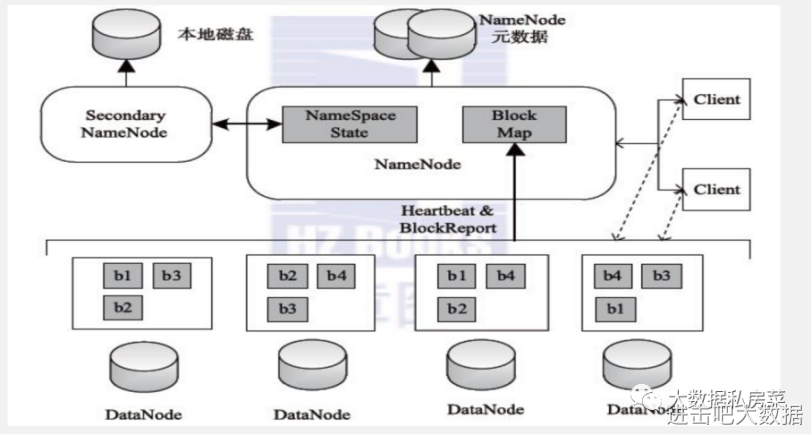 本地磁盘
NameNode
元数据
Secondary
NameNode
NameSpace
State
Block
Map
NameNode
Client
Client
Heartbeat &
BlockReport
HZ BOOKS
b1 b3
b2
b2 b4
b3
b1 b4
b2
b4 b3
b1
DataNode
DataNode
DataNode
大数据私房菜
进击吧大数据